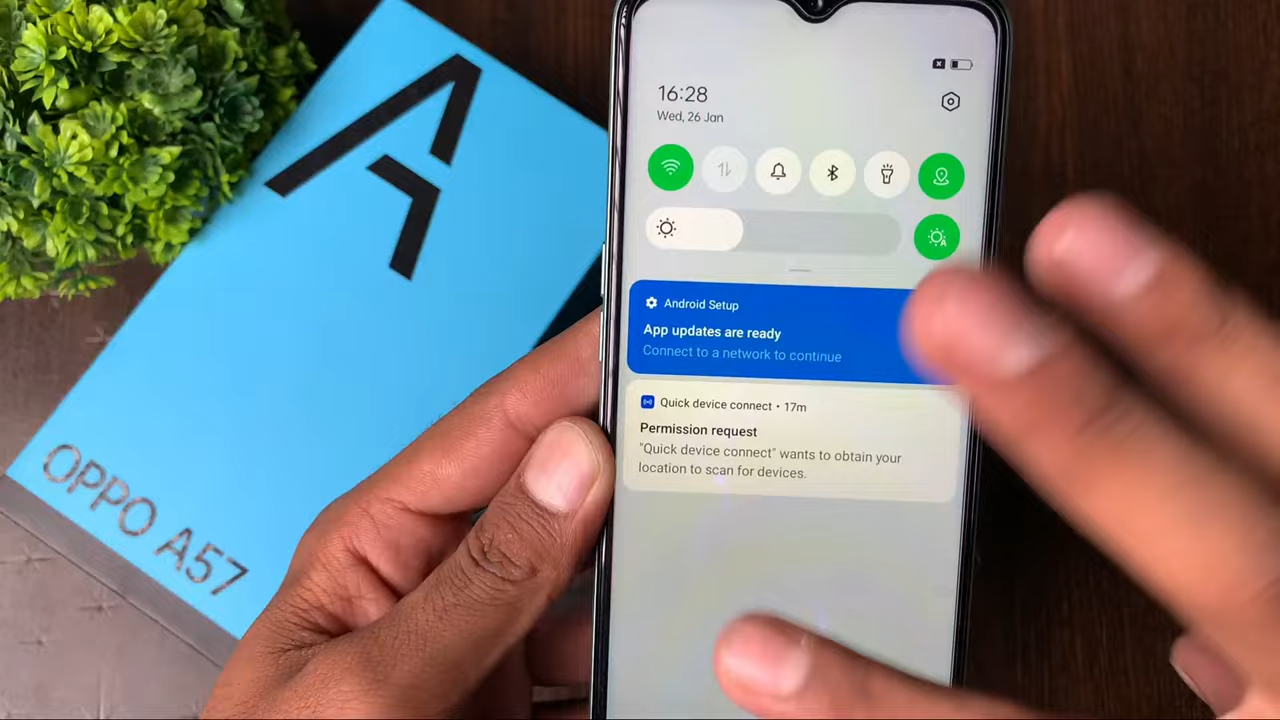 16:28
Wed, 26 Jan
Android Setup
App updates are ready
Connect to a network to continue
Quick device connect • 17m
Permission request
"Quick device connect" wants to obtain your
location to scan for devices.
OPPO A57